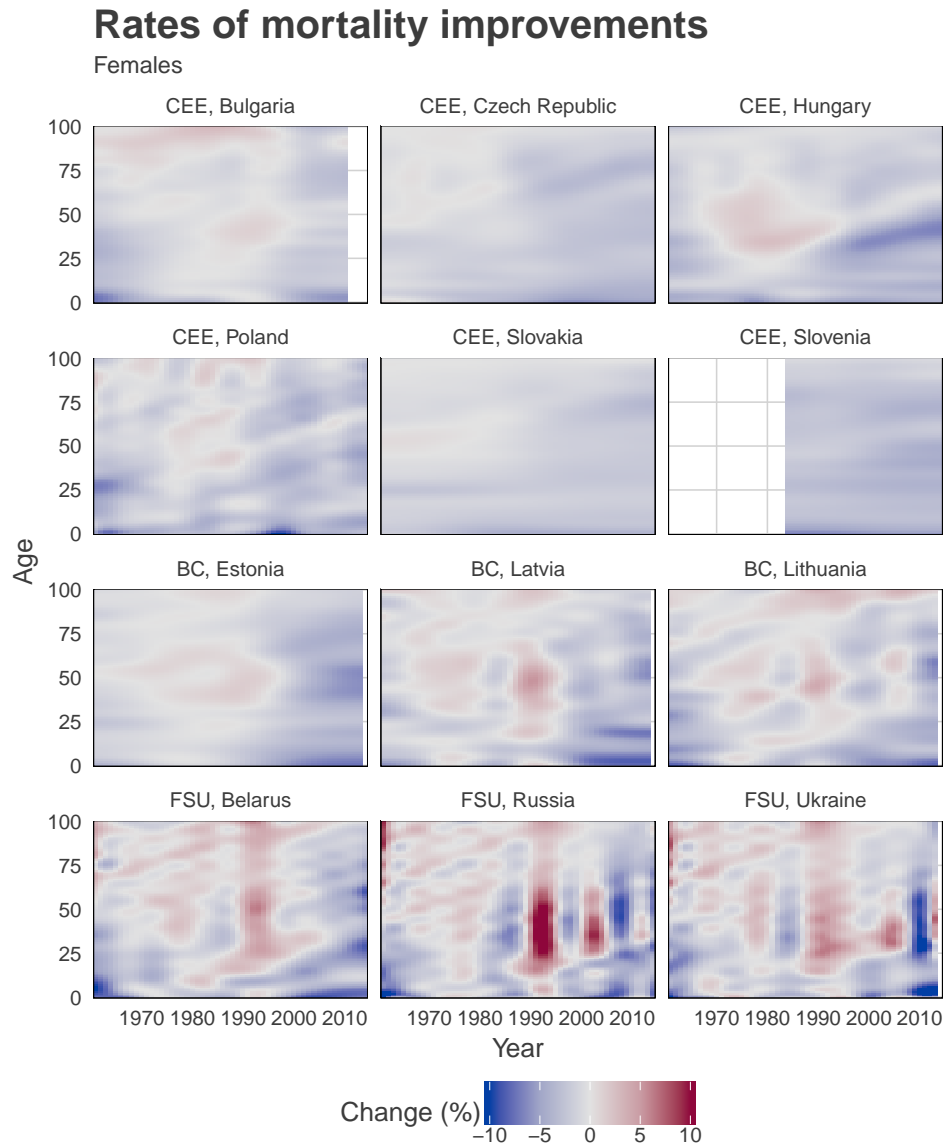 Rates of mortality improvements
Females
CEE, Bulgaria CEE, Czech Republic CEE, Hungary
100
75
50
25
0
CEE, Poland CEE, Slovakia CEE, Slovenia
100
75
50
25
0
Age
BC, Estonia BC, Latvia BC, Lithuania
100
75
50
25
0
FSU, Belarus FSU, Russia FSU, Ukraine
100
75
50
25
0
1970 1980 1990 2000 2010 1970 1980 1990 2000 2010 1970 1980 1990 2000 2010
Year
Change (%)
−10 −5 0 5 10